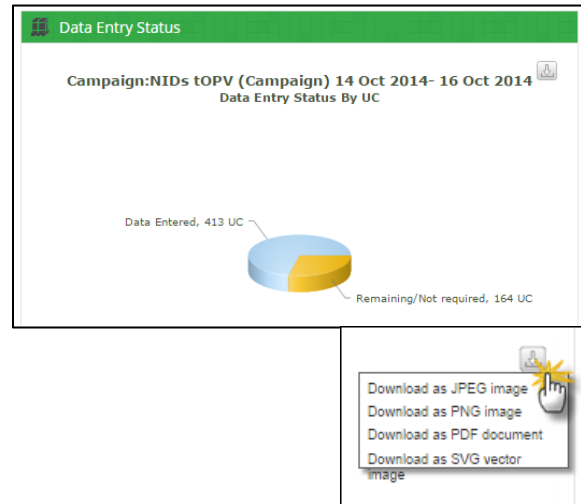 Data Entry Status
Campaign:NIDs tOPV (Campaign) 14 Oct 2014- 16 Oct 2014
Data Entry Status By UC
Data Entered, 413 UC
Remaining/Not required, 164 UC
Download as JPEG image
Download as PNG image
Download as PDF document
Download as SVG vector
image